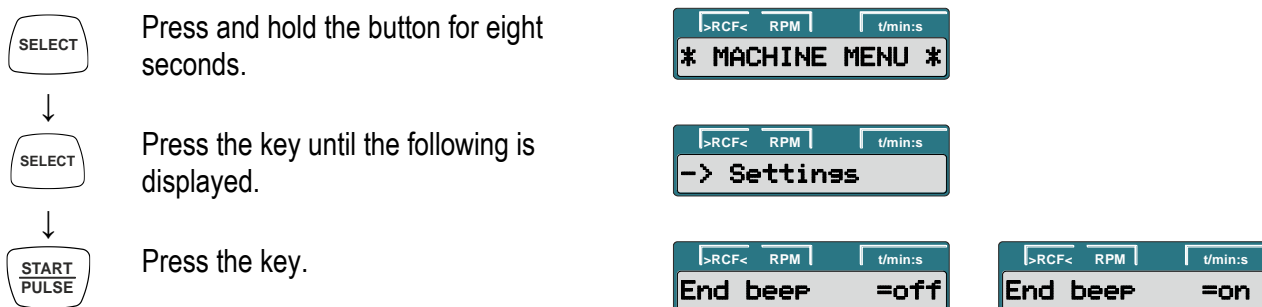 SELECT
Press and hold the button for eight
seconds.
>RCF< RPM t/min:s
* MACHINE MENU *
↓
SELECT
Press the key until the following is
displayed.
>RCF< RPM t/min:s
-> Settings
↓
START
PULSE
Press the key.
>RCF< RPM t/min:s
End beep =off
>RCF< RPM t/min:s
End beep =on